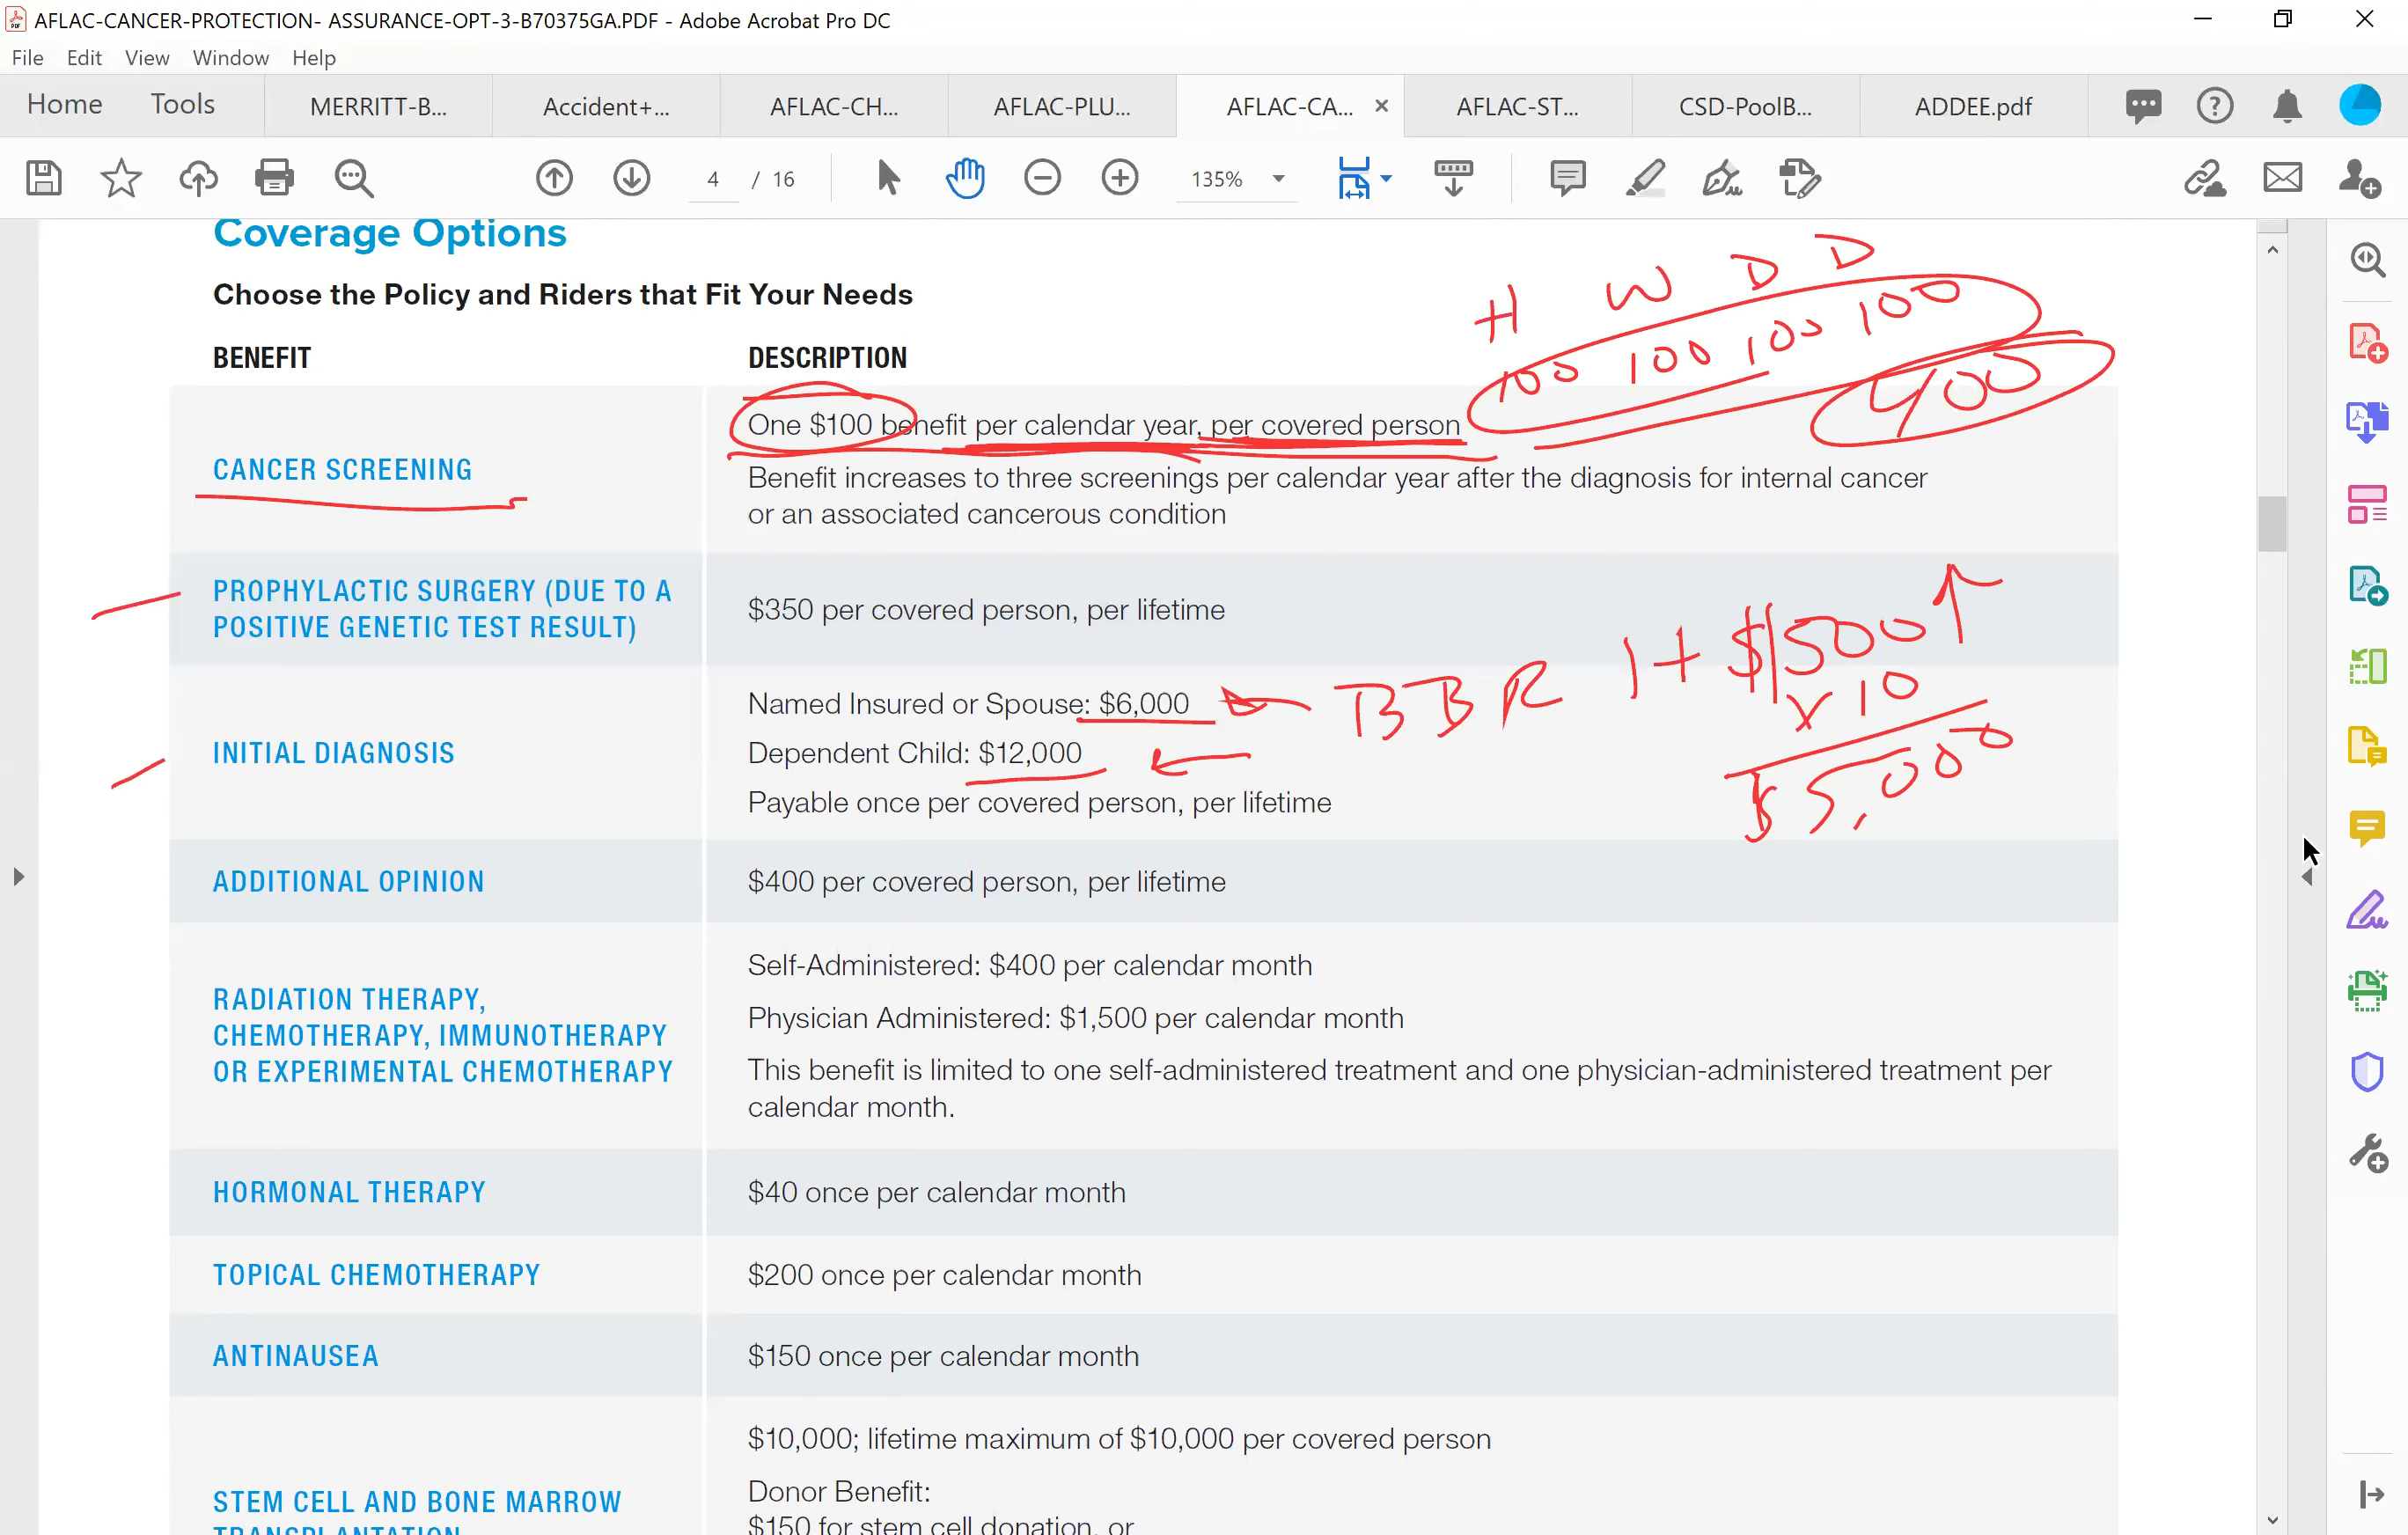 AFLAC-CANCER-PROTECTION- ASSURANCE-OPT-3-B70375GA.PDF - Adobe Acrobat Pro DC
File Edit View Window Help
Home Tools MERRITT-B... Accident+... AFLAC-CH... AFLAC-PLU... AFLAC-CA... AFLAC-ST... CSD-PoolB... ADDEE.pdf
4 / 16 135%
Coverage Options
Choose the Policy and Riders that Fit Your Needs
H W D D
100 100 100 100
400
BENEFIT DESCRIPTION
CANCER SCREENING
One $100 benefit per calendar year, per covered person
Benefit increases to three screenings per calendar year after the diagnosis for internal cancer
or an associated cancerous condition
PROPHYLACTIC SURGERY (DUE TO A
POSITIVE GENETIC TEST RESULT)
$350 per covered person, per lifetime
INITIAL DIAGNOSIS
Named Insured or Spouse: $6,000
Dependent Child: $12,000
Payable once per covered person, per lifetime
BBR 1+ $500
x 10
$5,000
ADDITIONAL OPINION
$400 per covered person, per lifetime
RADIATION THERAPY,
CHEMOTHERAPY, IMMUNOTHERAPY
OR EXPERIMENTAL CHEMOTHERAPY
Self-Administered: $400 per calendar month
Physician Administered: $1,500 per calendar month
This benefit is limited to one self-administered treatment and one physician-administered treatment per
calendar month.
HORMONAL THERAPY
$40 once per calendar month
TOPICAL CHEMOTHERAPY
$200 once per calendar month
ANTINAUSEA
$150 once per calendar month
STEM CELL AND BONE MARROW
TRANSPLANTATION
$10,000; lifetime maximum of $10,000 per covered person
Donor Benefit:
$150 for stem cell donation, or